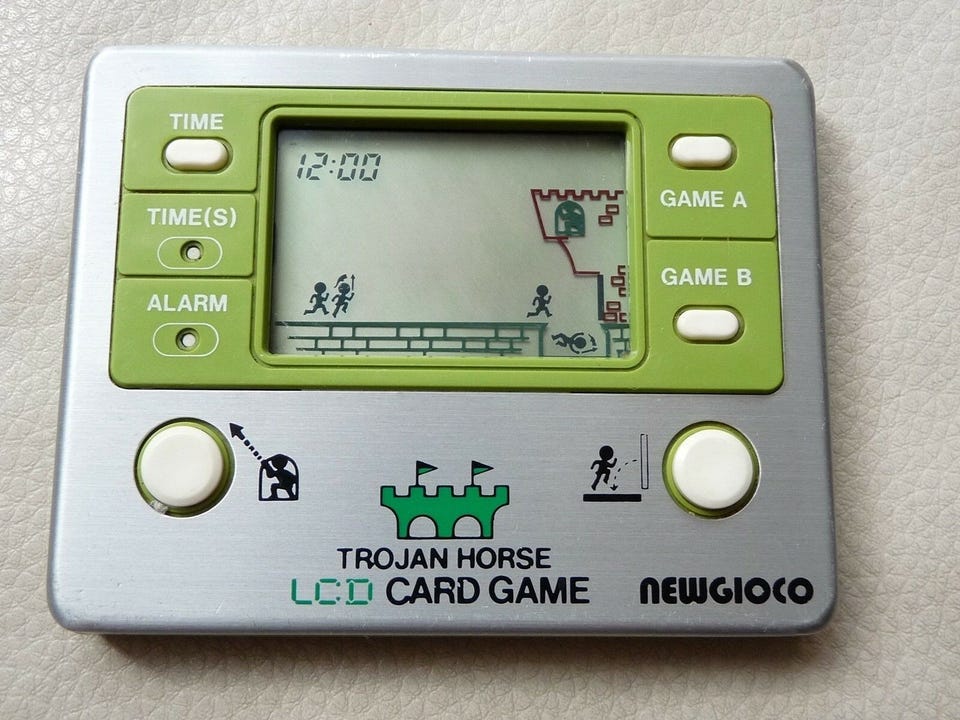 TIME
TIME(S)
ALARM
12:00
GAME A
GAME B
TROJAN HORSE
LCD CARD GAME
NEWGIOCO